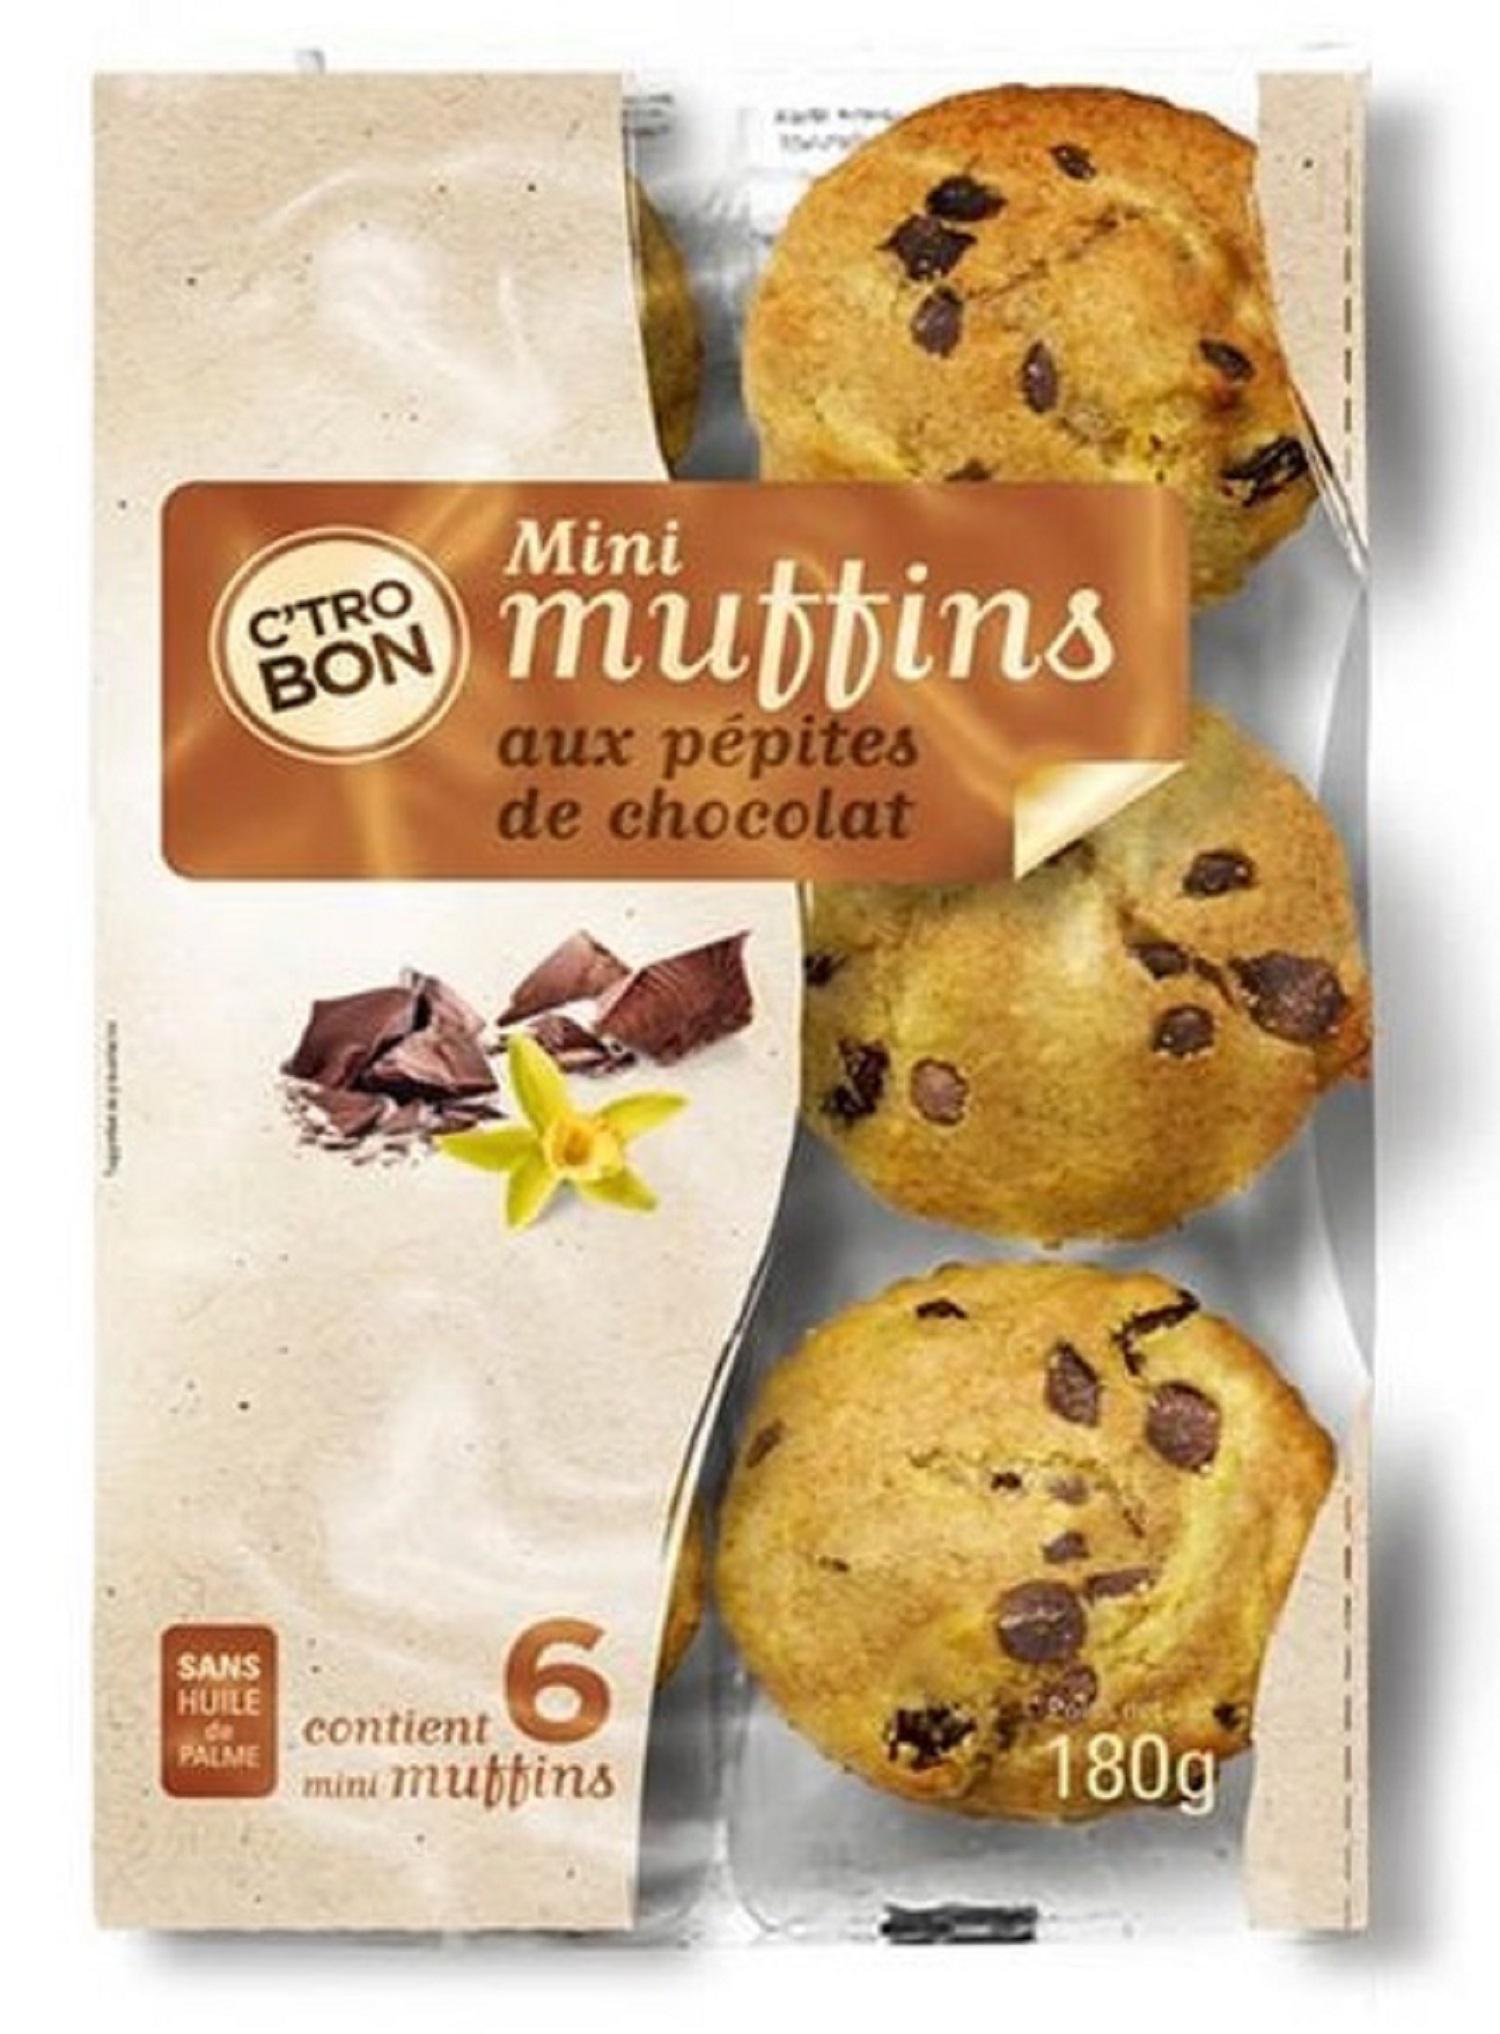 C'TRO
BON
Mini
muffins
aux pépites
de chocolat
SANS
HUILE
de
PALME
contient 6
mini muffins
180g